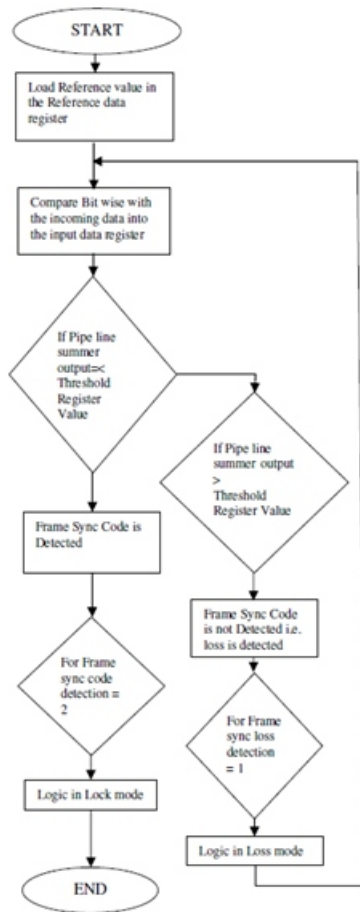 START
Load Reference value in
the Reference data
register
Compare Bit wise with
the incoming data into
the input data register
If Pipe line
summer
output=<
Threshold
Register
Value
If Pipe line
summer output
>
Threshold
Register Value
Frame Sync Code is
Detected
Frame Sync Code
is not Detected i.e.
loss is detected
For Frame
sync code
detection =
2
For Frame
sync loss
detection
= 1
Logic in Lock mode
Logic in Loss mode
END